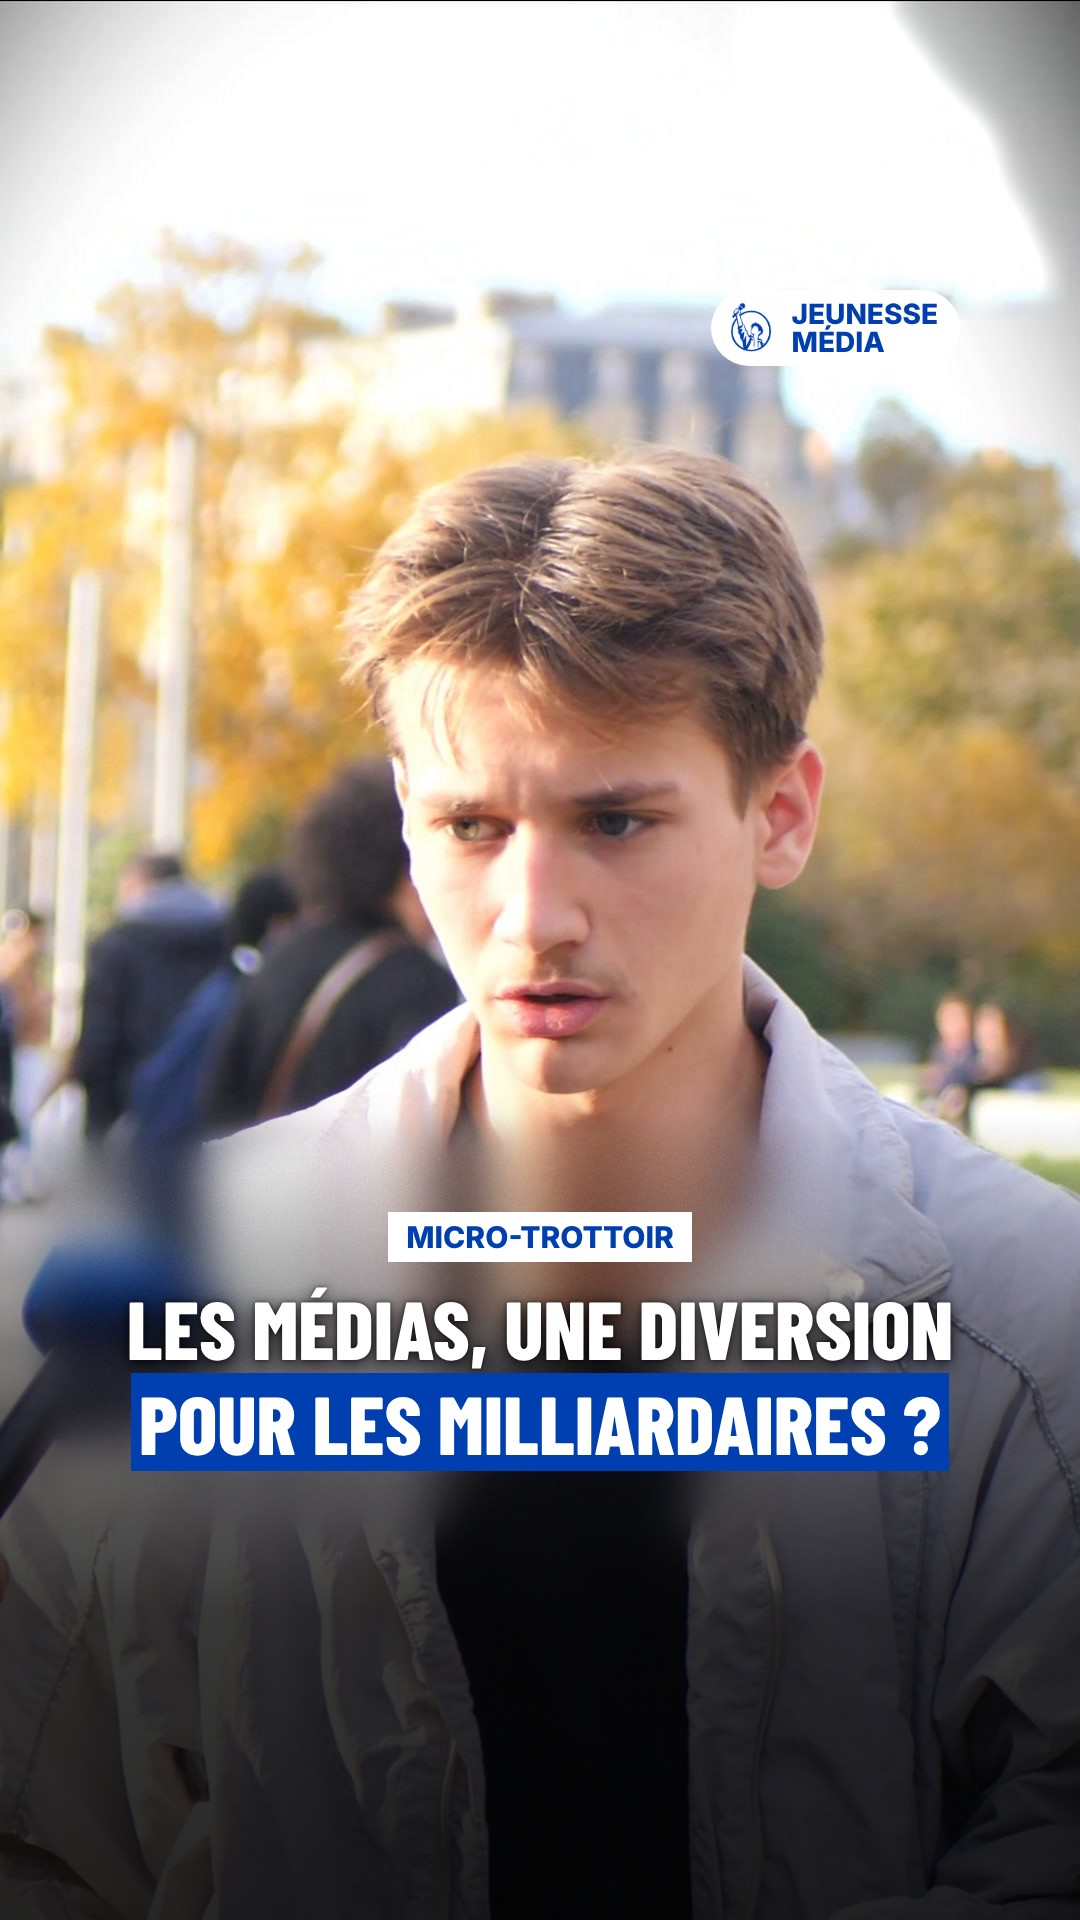 JEUNESSE
MÉDIA
MICRO-TROTTOIR
LES MÉDIAS, UNE DIVERSION
POUR LES MILLIARDAIRES ?